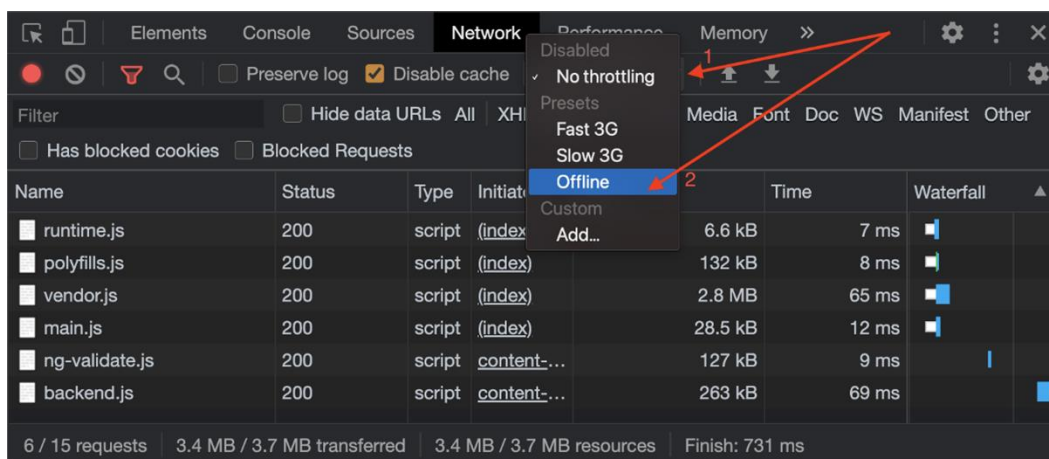 Elements Console Sources Network Performance Memory
Disabled
1
Preserve log Disable cache No throttling
Presets
Filter Hide data URLs All XH Media Font Doc WS Manifest Other
Fast 3G
Has blocked cookies Blocked Requests Slow 3G
Name Status Type Initiat Offline 2 Time Waterfall
Custom
runtime.js 200 script (index Add... 6.6 kB 7 ms
polyfills.js 200 script (index) 132 kB 8 ms
vendor.js 200 script (index) 2.8 MB 65 ms
main.js 200 script (index) 28.5 kB 12 ms
ng-validate.js 200 script content-... 127 kB 9 ms
backend.js 200 script content-... 263 kB 69 ms
6 / 15 requests 3.4 MB / 3.7 MB transferred 3.4 MB / 3.7 MB resources Finish: 731 ms